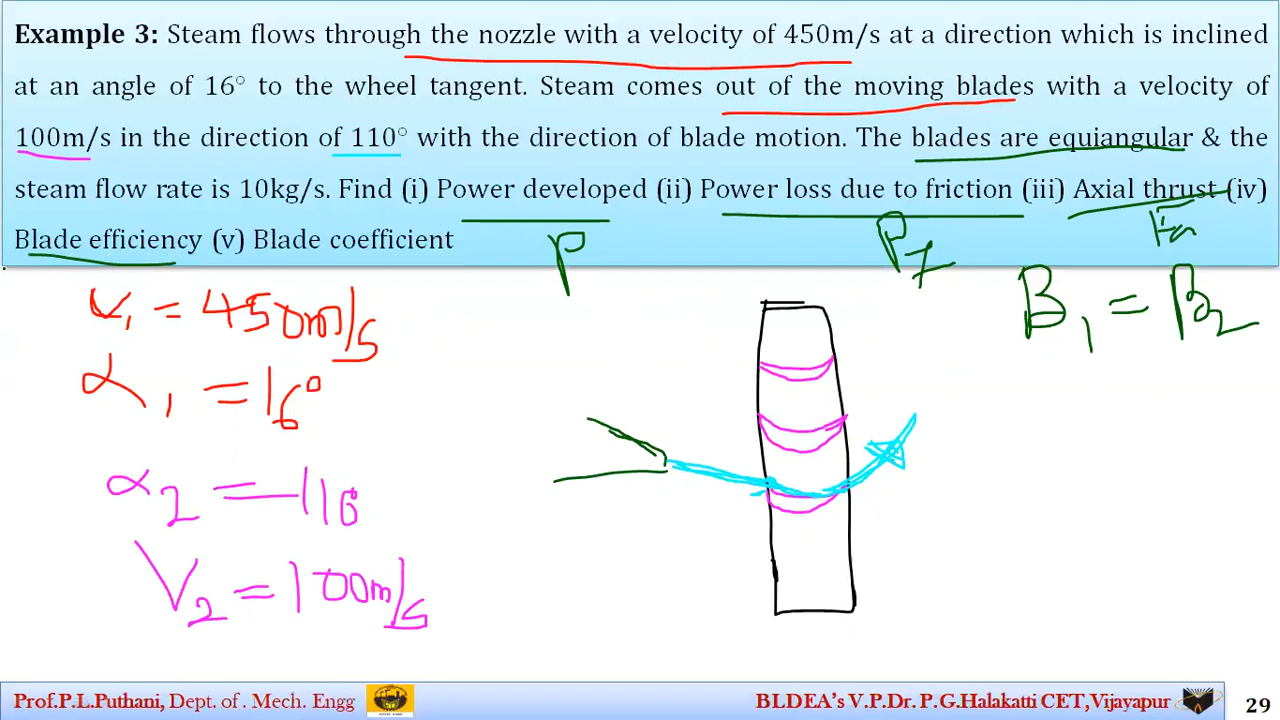 Example 3: Steam flows through the nozzle with a velocity of 450m/s at a direction which is inclined
at an angle of 16° to the wheel tangent. Steam comes out of the moving blades with a velocity of
100m/s in the direction of 110° with the direction of blade motion. The blades are equiangular & the
steam flow rate is 10kg/s. Find (i) Power developed (ii) Power loss due to friction (iii) Axial thrust (iv)
Blade efficiency (v) Blade coefficient
P
Fa
V₁ = 450m/s
B₁ = B₂
α₁ = 16°
α₂ = 110
V₂ = 100m/s
Prof.P.L.Puthani, Dept. of . Mech. Engg
BLDEA's V.P.Dr. P.G.Halakatti CET,Vijayapur
29